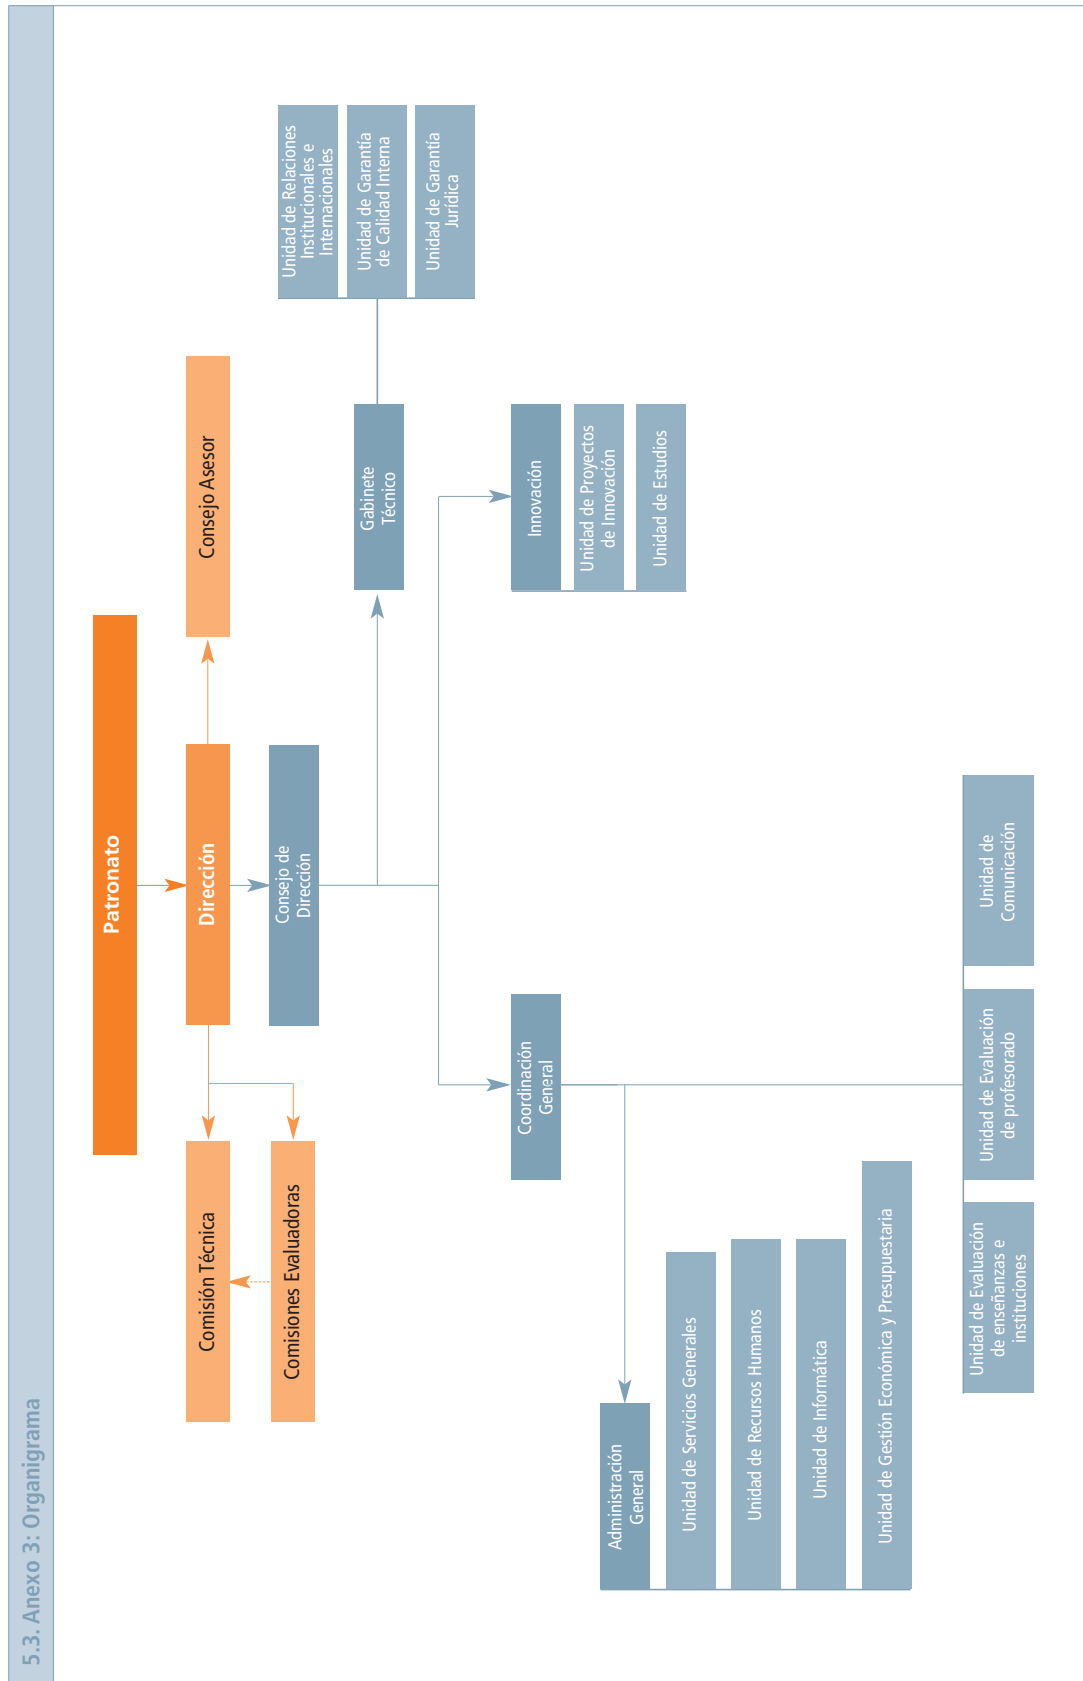 5.3. Anexo 3: Organigrama
Patronato
Comisión Técnica
Dirección
Consejo Asesor
Comisiones Evaluadoras
Consejo de
Dirección
Gabinete
Técnico
Unidad de Relaciones
Institucionales e
Internacionales
Unidad de Garantía
de Calidad Interna
Unidad de Garantía
Jurídica
Coordinación
General
Innovación
Unidad de Proyectos
de Innovación
Unidad de Estudios
Administración
General
Unidad de Servicios Generales
Unidad de Recursos Humanos
Unidad de Informática
Unidad de Gestión Económica y Presupuestaria
Unidad de Evaluación
de enseñanzas e
instituciones
Unidad de Evaluación
de profesorado
Unidad de
Comunicación